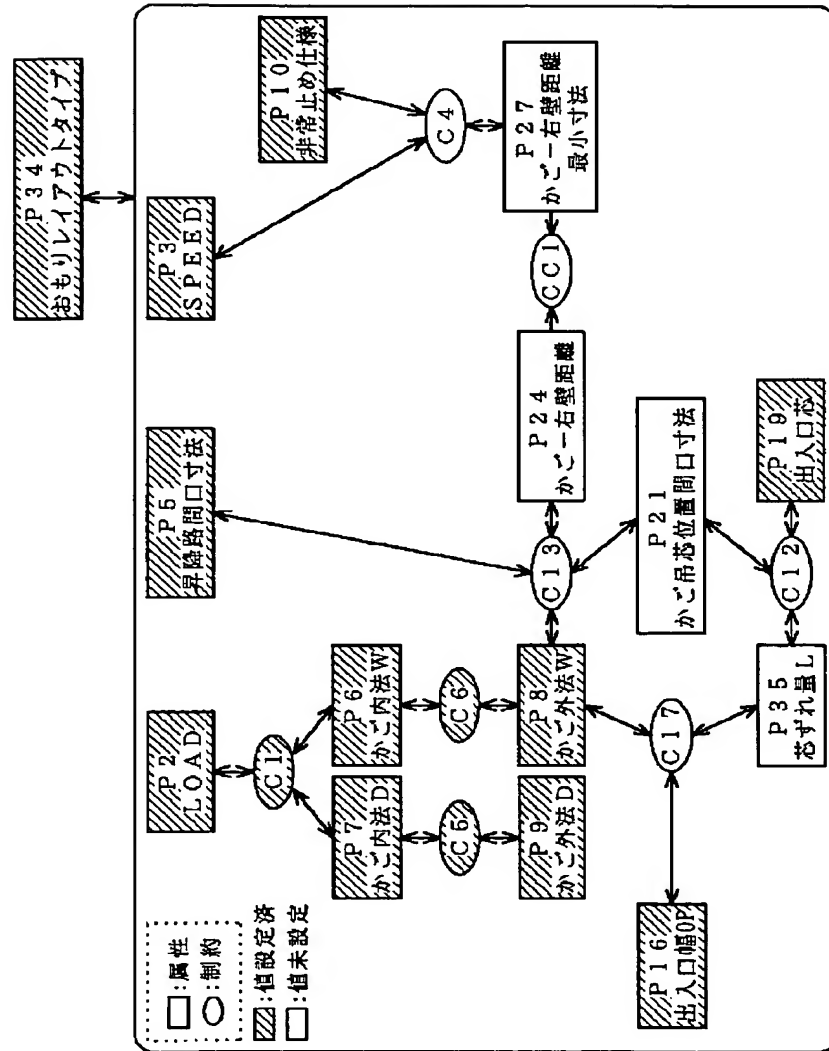 P34
おもりレイアウトタイプ
□:属性
○:制約
:値設定済
:値未設定
P2
LOAD
P5
昇降路間口寸法
P3
SPEED
P10
非常止め仕様
C1
C4
P7
かご内法D
P6
かご内法W
C5
C6
P9
かご外法D
P8
かご外法W
C13
P24
かご－右壁距離
CC1
P27
かご－右壁距離
最小寸法
P21
かご吊芯位置間口寸法
C17
P16
出入口幅OP
P35
芯ずれ量L
C12
P19
出入口芯